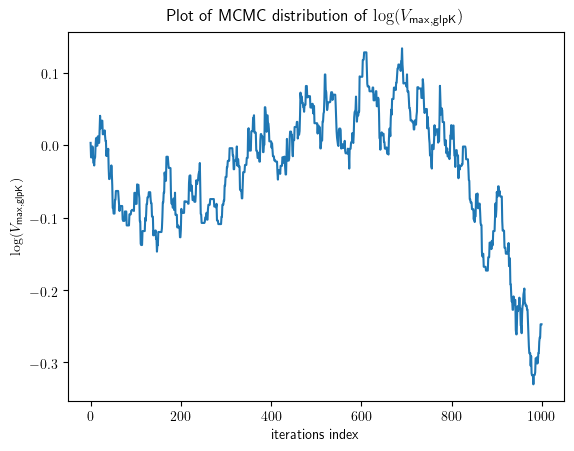 Plot of MCMC distribution of log(V_max,glpK)
log(V_max,glpK)
0.1
0.0
−0.1
−0.2
−0.3
0 200 400 600 800 1000
iterations index